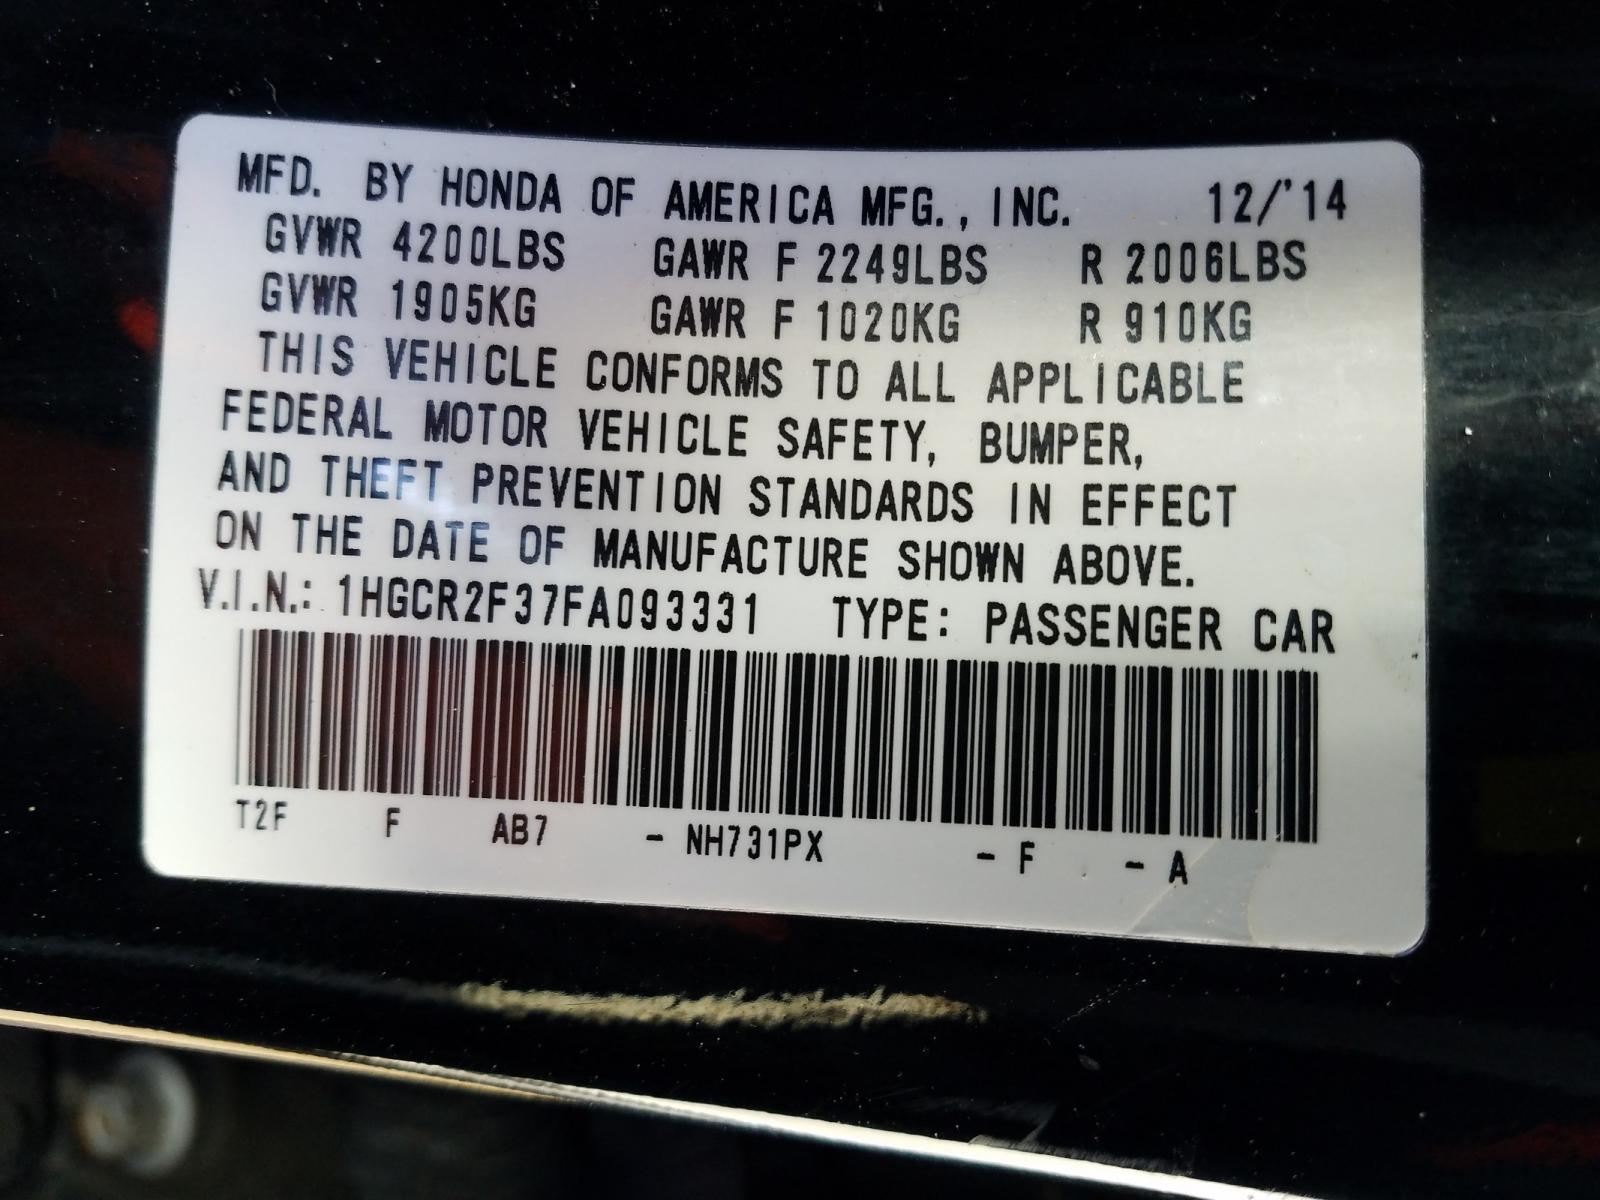 MFD. BY HONDA OF AMERICA MFG., INC. 12/'14
GVWR 4200LBS GAWR F 2249LBS R 2006LBS
GVWR 1905KG GAWR F 1020KG R 910KG
THIS VEHICLE CONFORMS TO ALL APPLICABLE
FEDERAL MOTOR VEHICLE SAFETY, BUMPER,
AND THEFT PREVENTION STANDARDS IN EFFECT
ON THE DATE OF MANUFACTURE SHOWN ABOVE.
V.I.N.: 1HGCR2F37FA093331 TYPE: PASSENGER CAR
T2F F AB7 - NH731PX - F - A